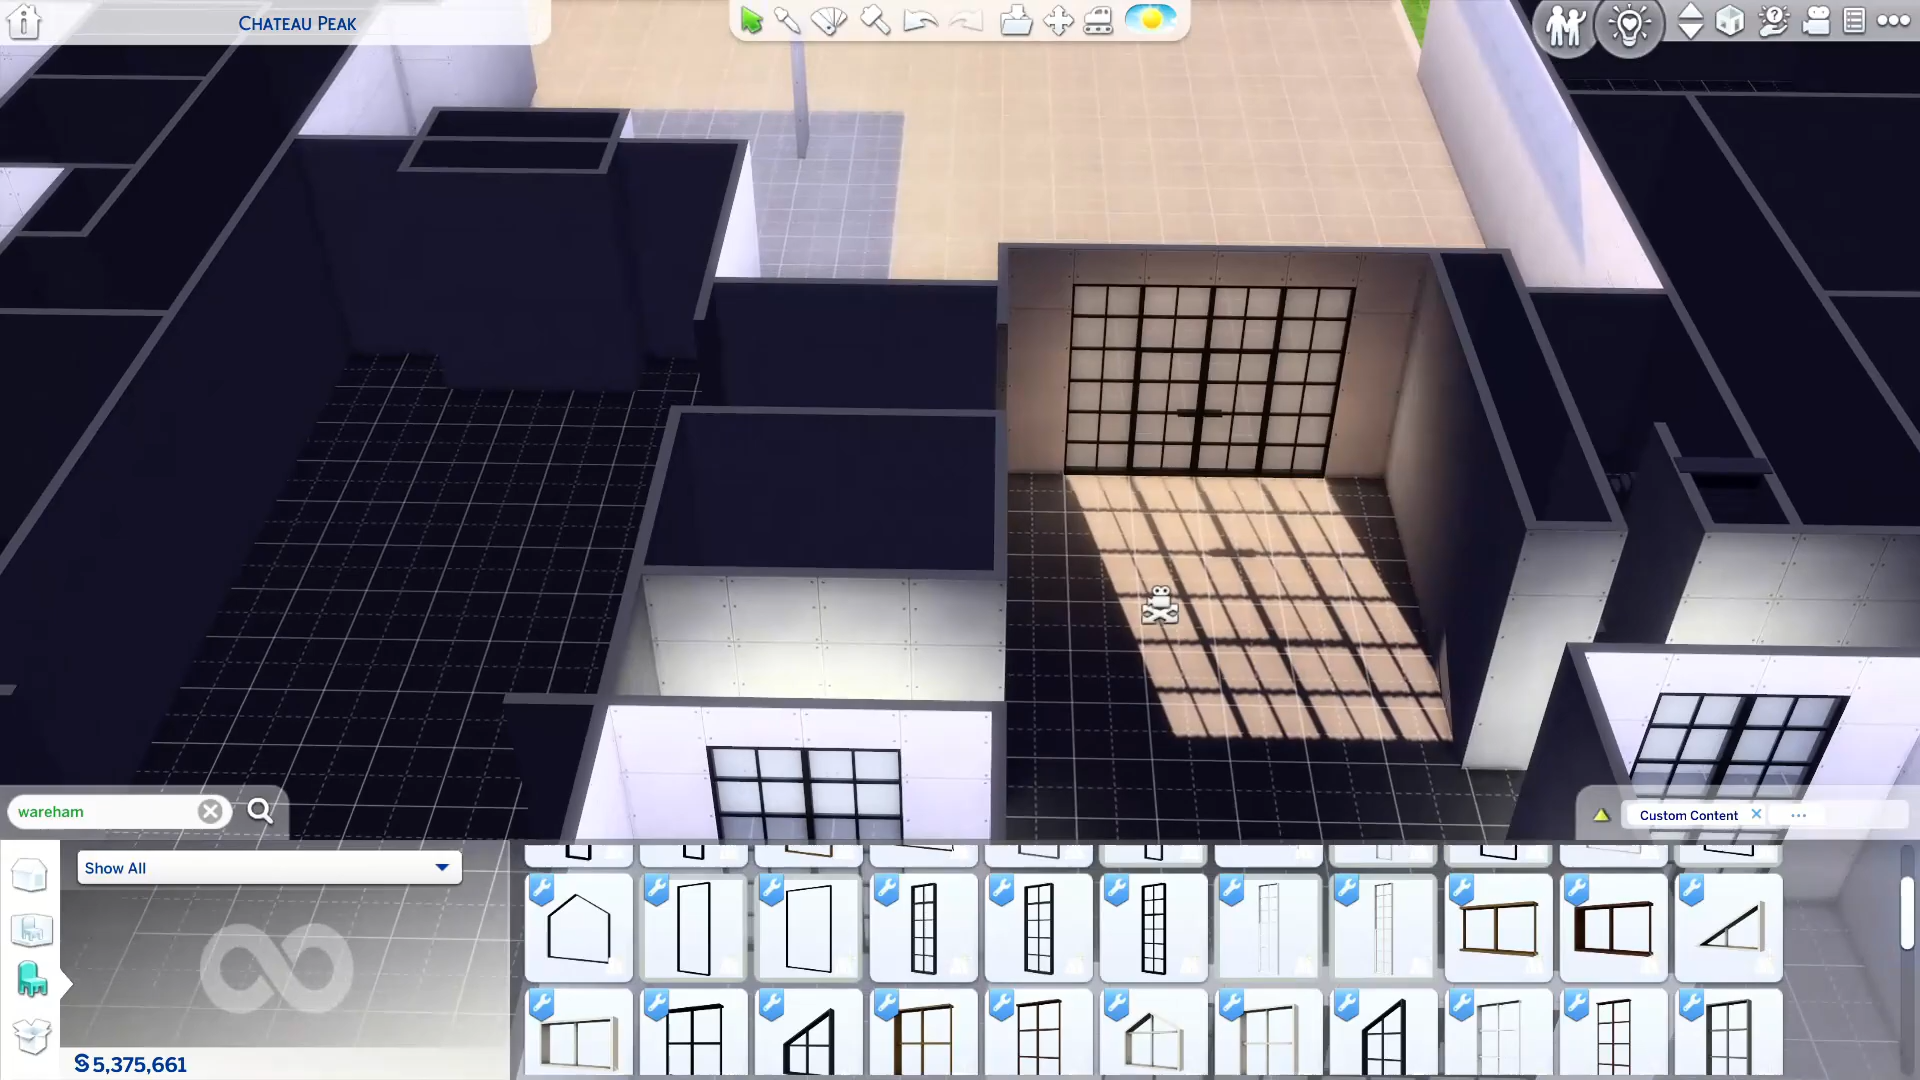 CHATEAU PEAK
wareham
Custom Content
Show All
§5,375,661